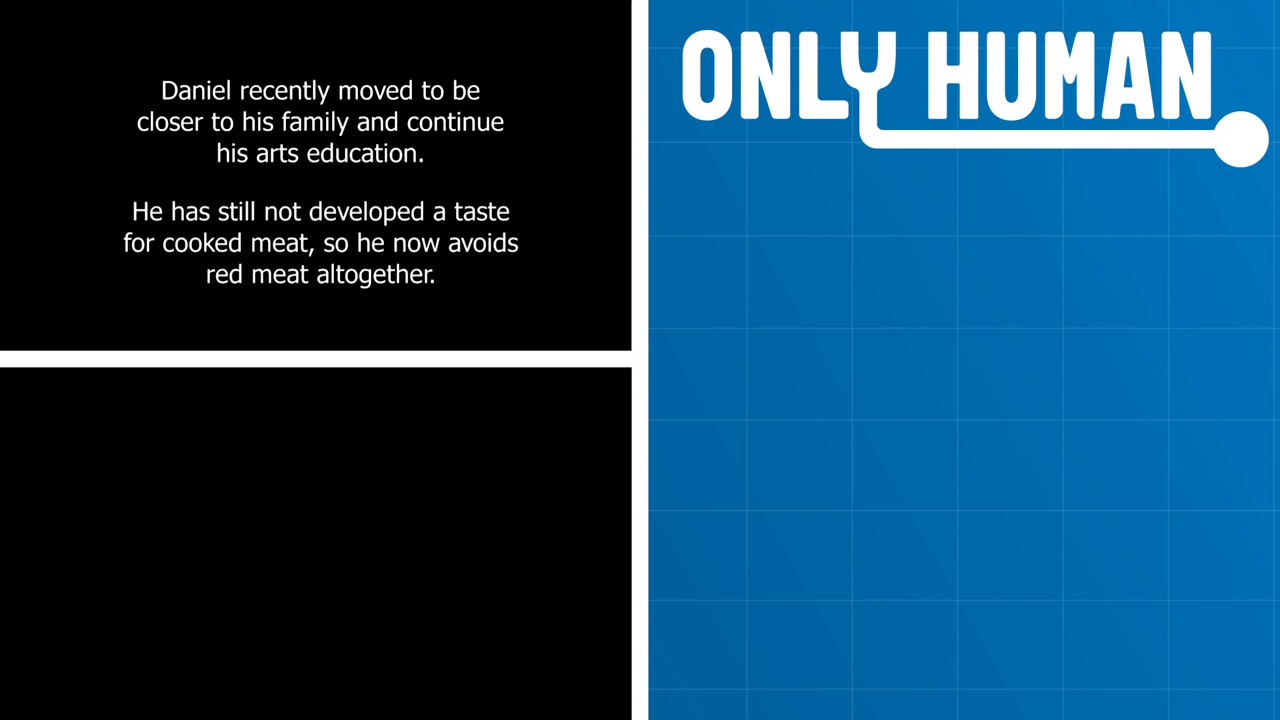 Daniel recently moved to be
closer to his family and continue
his arts education.
He has still not developed a taste
for cooked meat, so he now avoids
red meat altogether.
ONLY HUMAN